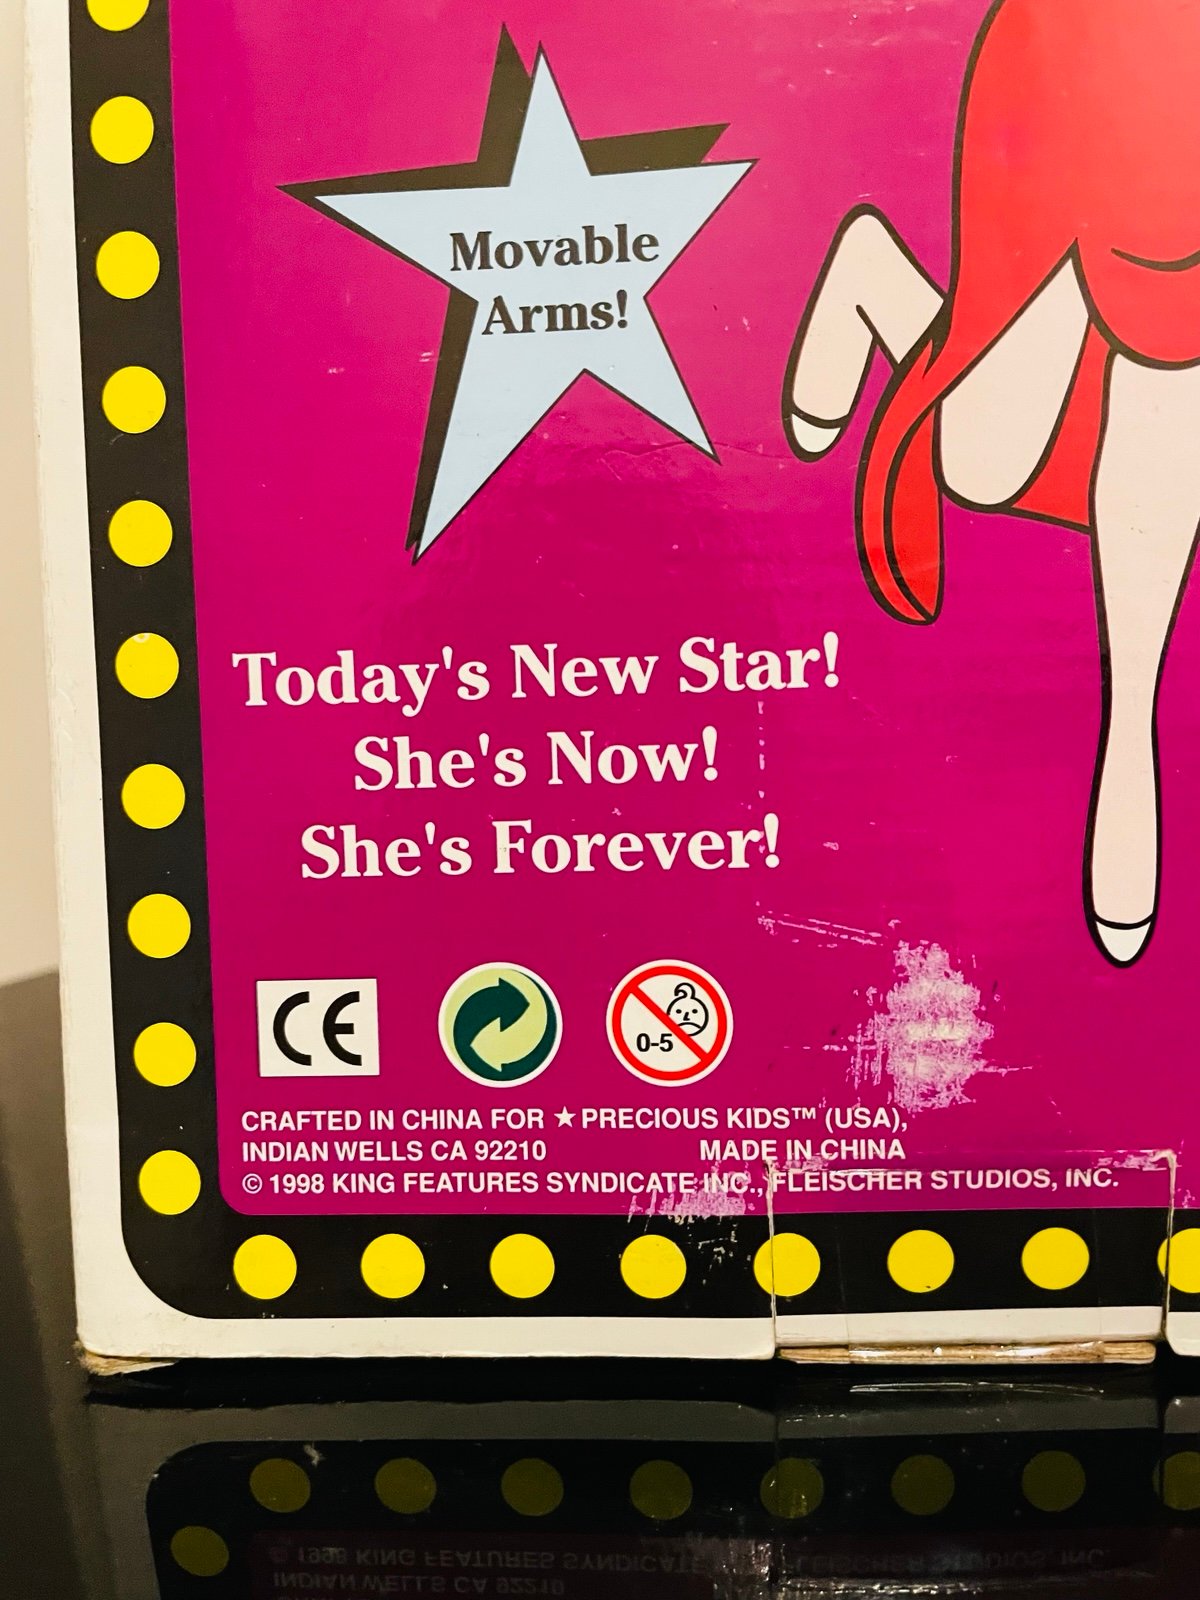 Movable
Arms!
Today's New Star!
She's Now!
She's Forever!
CE
0-5
CRAFTED IN CHINA FOR ★ PRECIOUS KIDS™ (USA),
INDIAN WELLS CA 92210 MADE IN CHINA
© 1998 KING FEATURES SYNDICATE INC., FLEISCHER STUDIOS, INC.